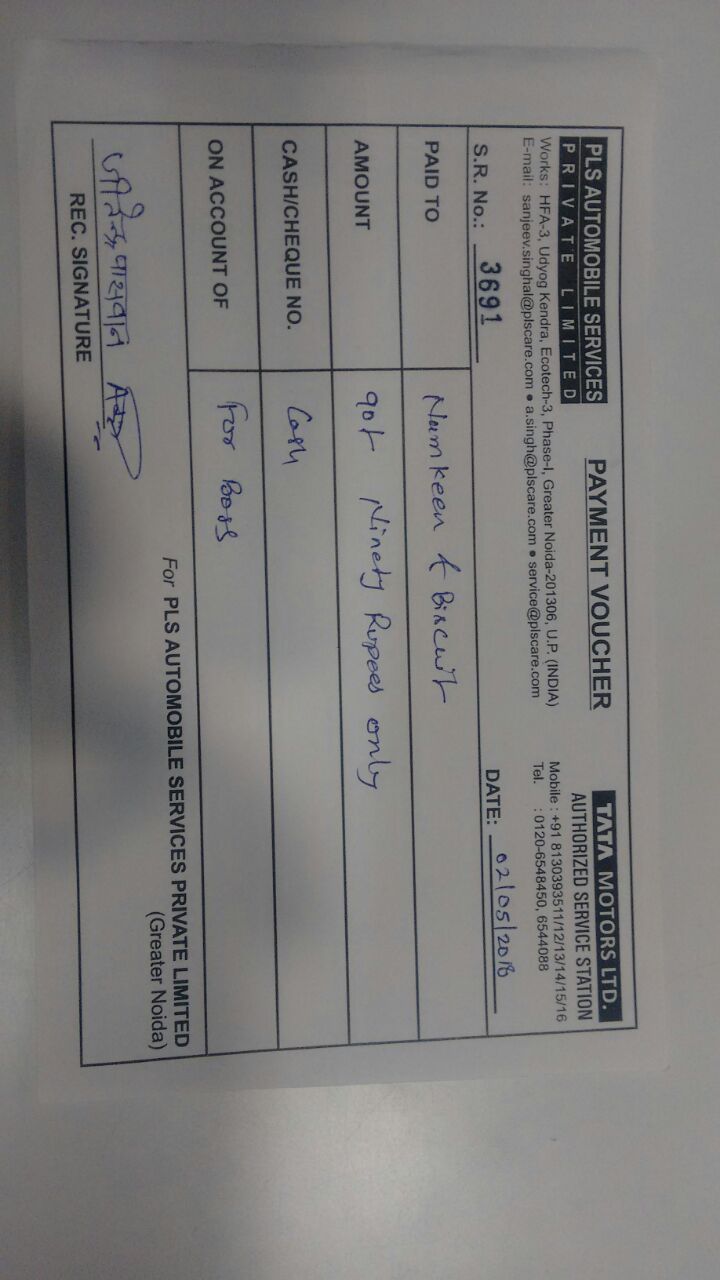 PLS AUTOMOBILE SERVICES
PRIVATE LIMITED
PAYMENT VOUCHER
TATA MOTORS LTD.
AUTHORIZED SERVICE STATION
Works: HFA-3, Udyog Kendra, Ecotech-3, Phase-I, Greater Noida-201306, U.P. (INDIA)
E-mail: sanjeev.singhal@plscare.com • a.singh@plscare.com • service@plscare.com
Mobile : +91 8130393511/12/13/14/15/16
Tel. : 0120-6548450, 6544088
S.R. No.: 3691 DATE: 02/05/2018
PAID TO Namkeen & Biscuit
AMOUNT 90/- Ninety Rupees only
CASH/CHEQUE NO. Cash
ON ACCOUNT OF For
For PLS AUTOMOBILE SERVICES PRIVATE LIMITED
(Greater Noida)
REC. SIGNATURE